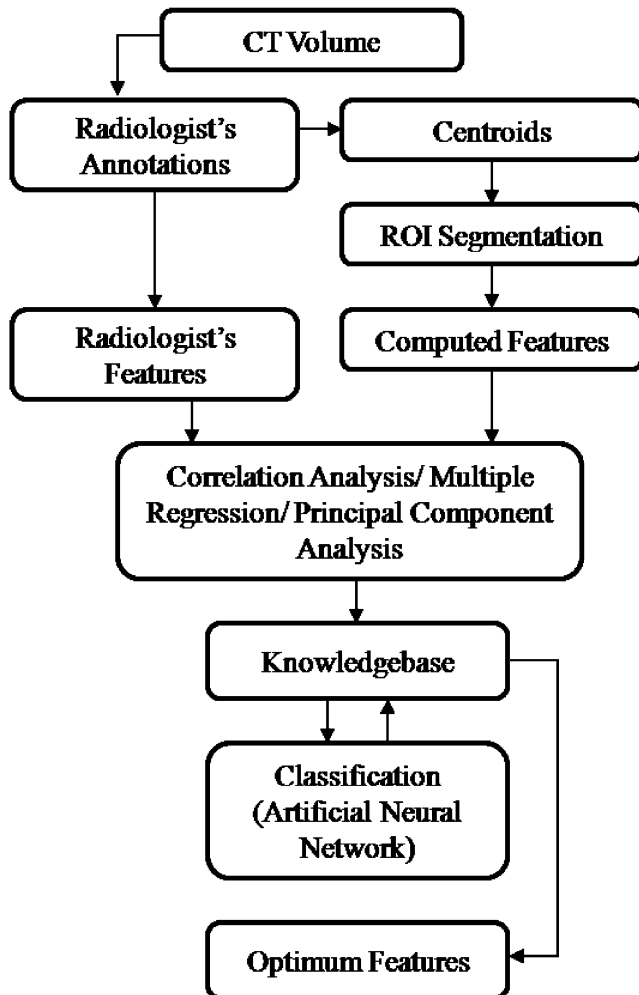 CT Volume
Radiologist's
Annotations
Centroids
ROI Segmentation
Radiologist's
Features
Computed Features
Correlation Analysis/ Multiple
Regression/ Principal Component
Analysis
Knowledgebase
Classification
(Artificial Neural
Network)
Optimum Features